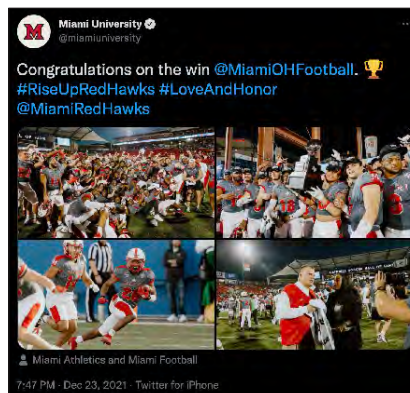 M
Miami University
@miamiuniversity
Congratulations on the win @MiamiOHFootball. 🏆
#RiseUpRedHawks #LoveAndHonor
@MiamiRedHawks
Miami Athletics and Miami Football
7:47 PM · Dec 23, 2021 · Twitter for iPhone